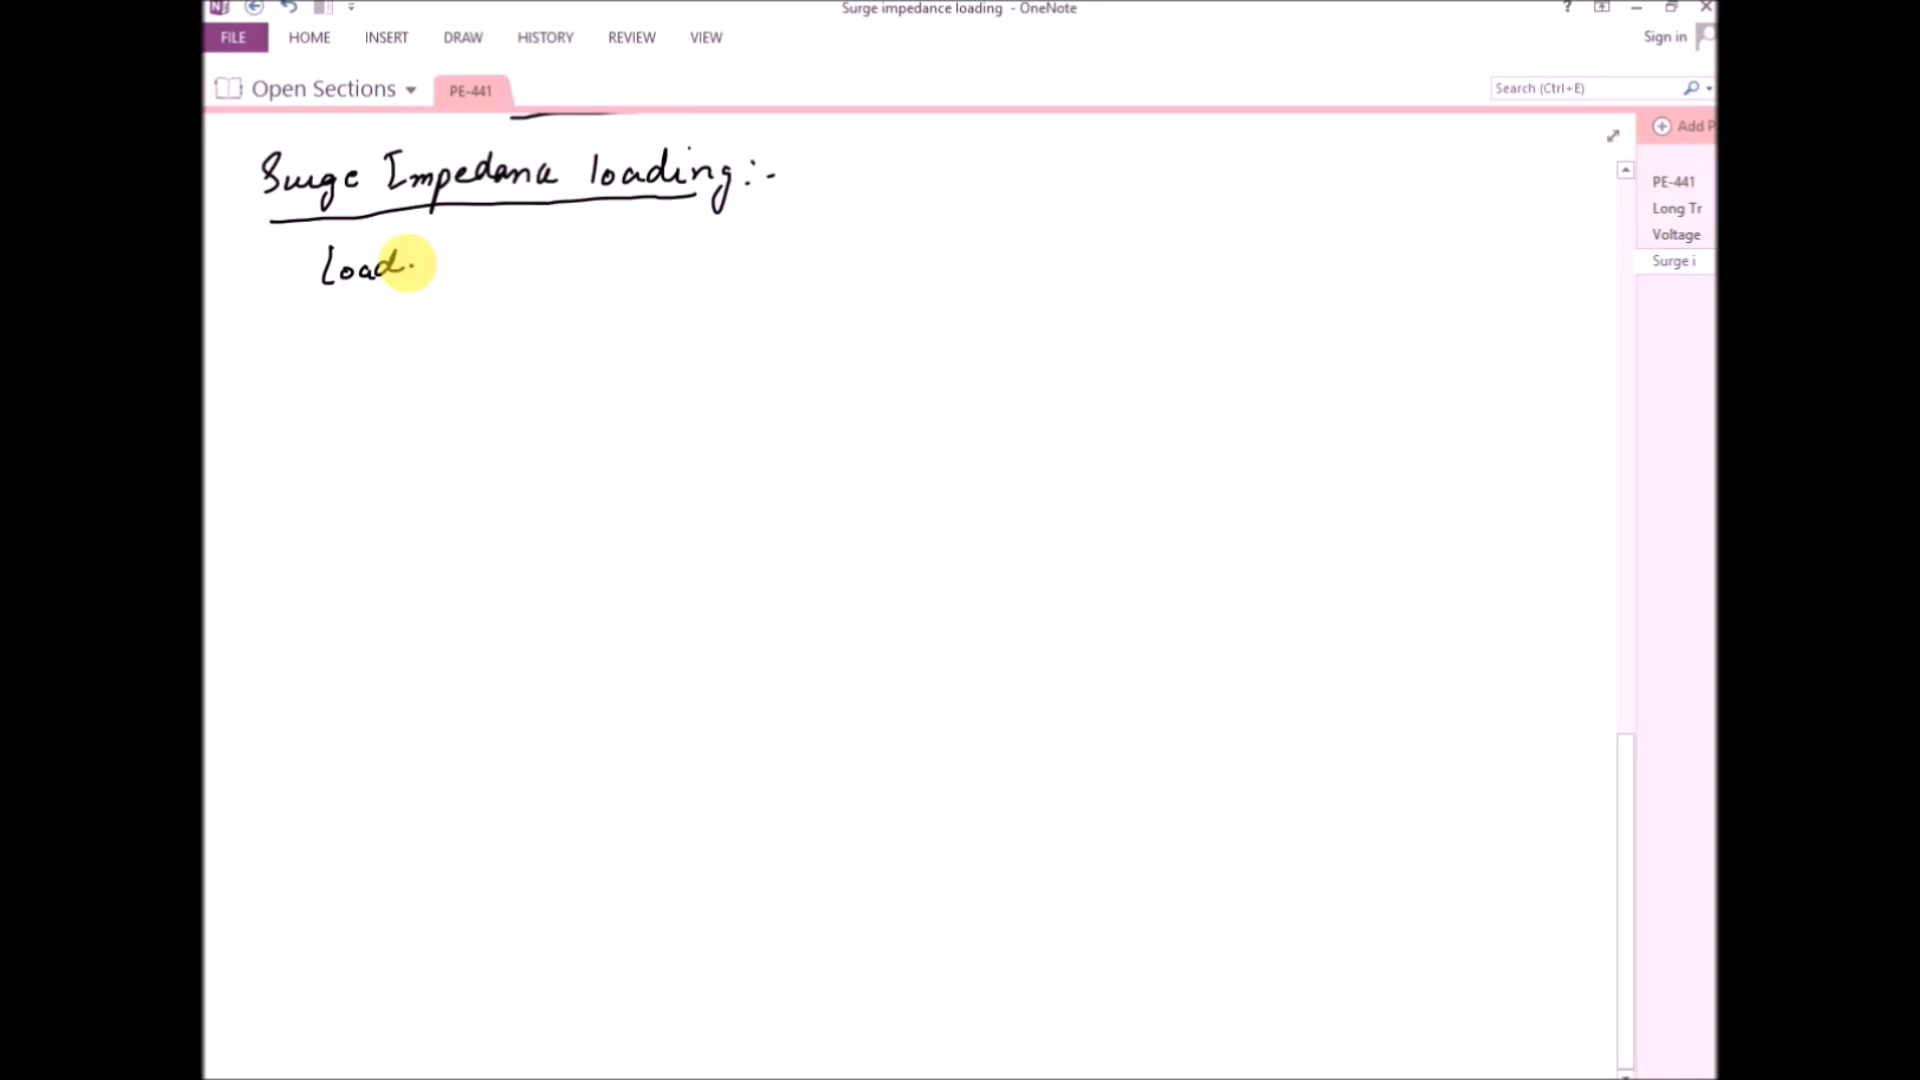 Surge impedance loading - OneNote
?
FILE HOME INSERT DRAW HISTORY REVIEW VIEW
Sign in
Open Sections PE-441
Search (Ctrl+E)
Add P
Surge Impedance loading:-
Load.
PE-441
Long Tr
Voltage
Surge i